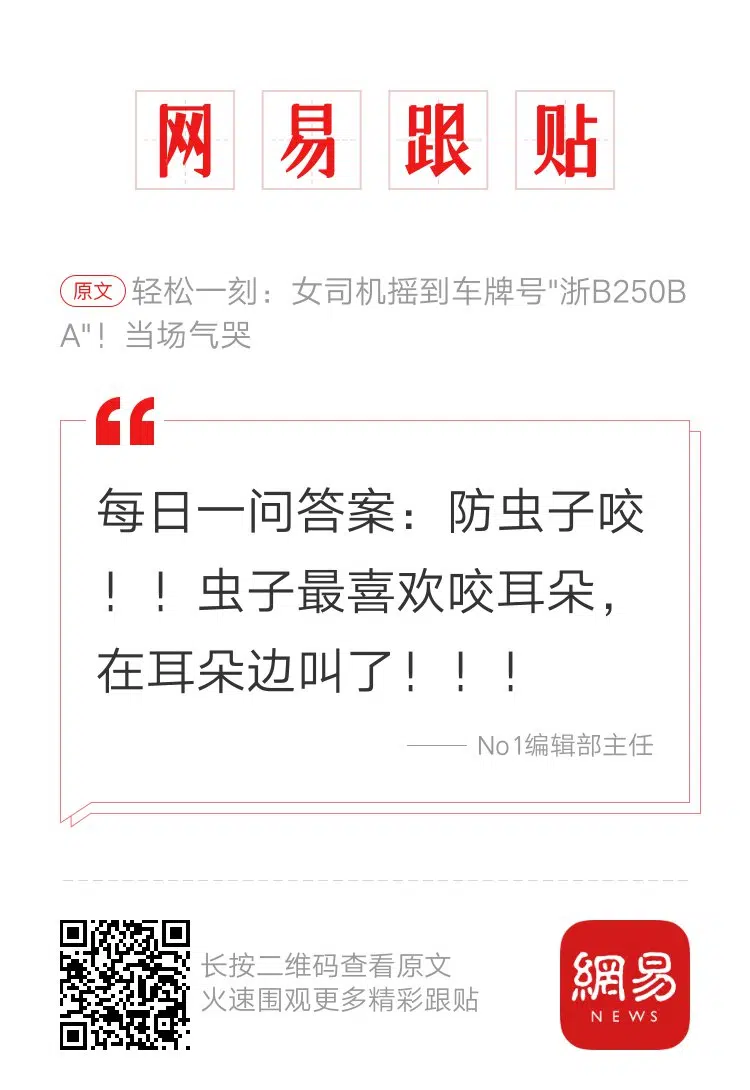 网易跟贴
原文 轻松一刻：女司机摇到车牌号"浙B250B
A"！当场气哭
每日一问答案：防虫子咬
！！虫子最喜欢咬耳朵，
在耳朵边叫了！！！
—— No1编辑部主任
长按二维码查看原文
火速围观更多精彩跟贴
網易
NEWS